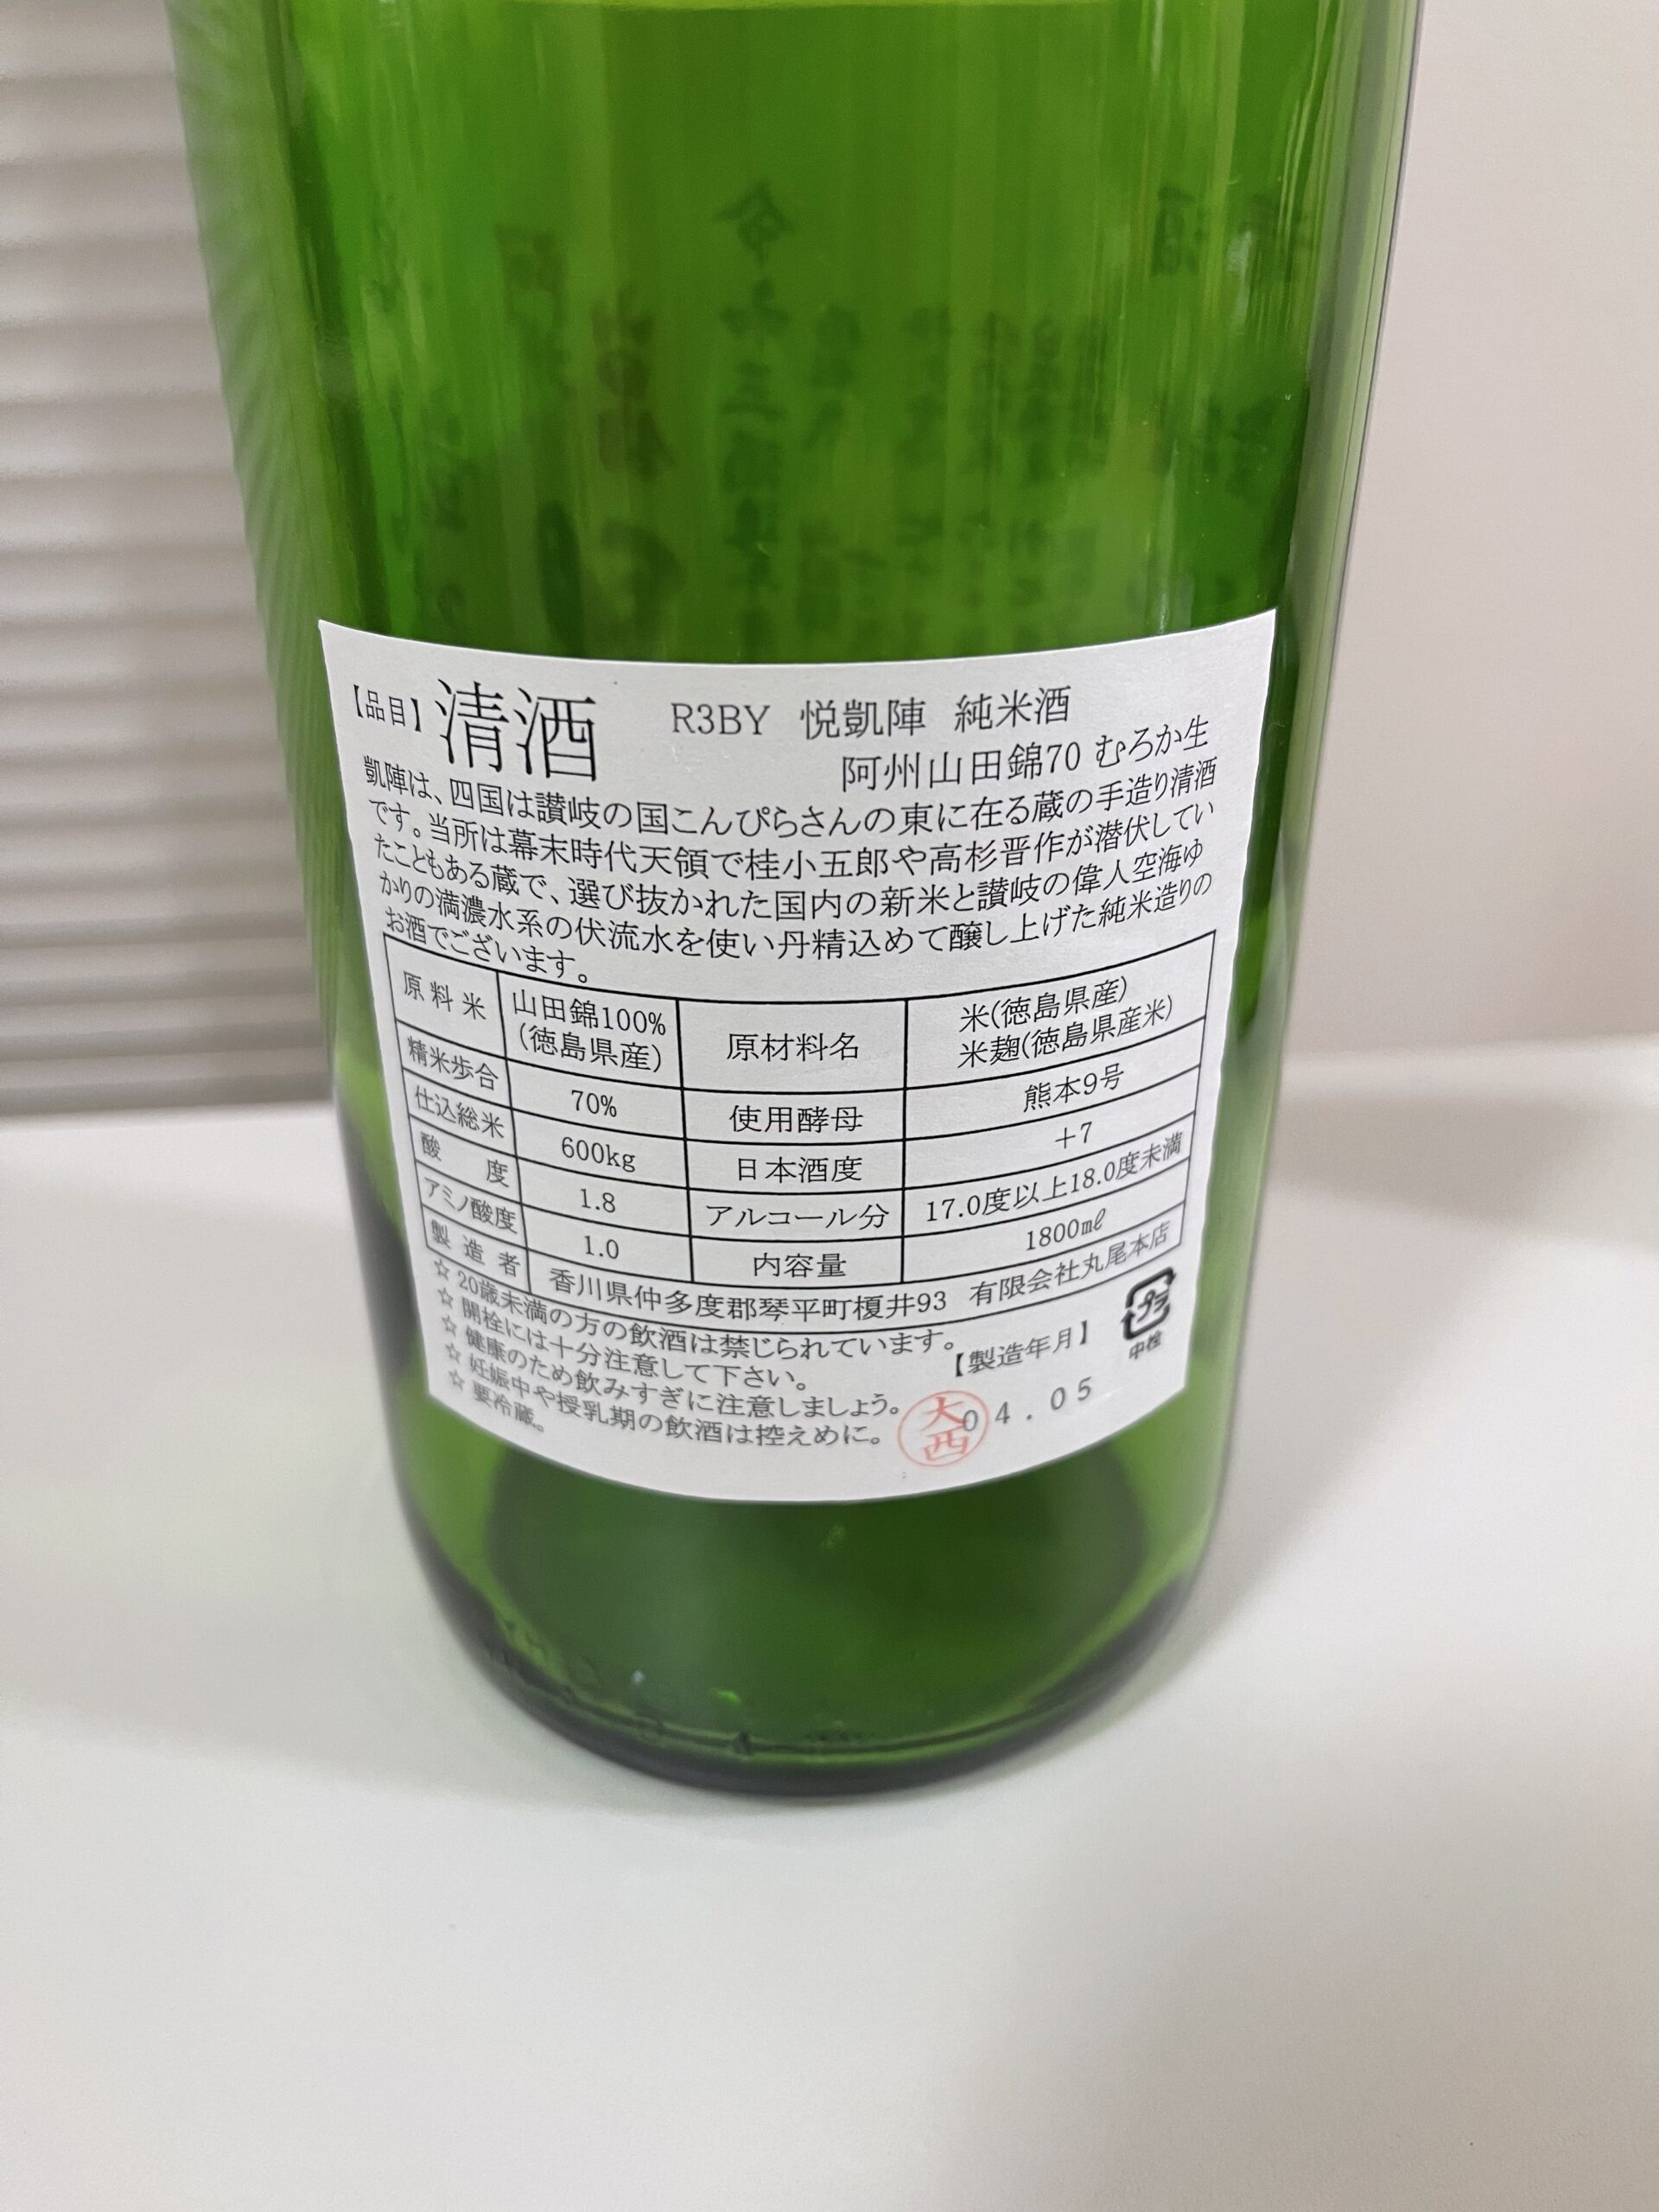 【品目】清酒 R3BY 悦凱陣 純米酒
阿州山田錦70 むろか生
凱陣は、四国は讃岐の国こんぴらさんの東に在る蔵の手造り清酒
です。当所は幕末時代天領で桂小五郎や高杉晋作が潜伏してい
たこともある蔵で、選び抜かれた国内の新米と讃岐の偉人空海ゆ
かりの満濃水系の伏流水を使い丹精込めて醸し上げた純米造りの
お酒でございます。
原料米 山田錦100% 原材料名 米(徳島県産)
(徳島県産) 米麹(徳島県産米)
精米歩合 70% 使用酵母 熊本9号
仕込総米 600kg 日本酒度 +7
酸度 1.8 アルコール分 17.0度以上18.0度未満
アミノ酸度 1.0 内容量 1800㎖
製造者 香川県仲多度郡琴平町榎井93 有限会社丸尾本店
☆ 20歳未満の方の飲酒は禁じられています。
☆ 開栓には十分注意して下さい。
☆ 健康のため飲みすぎに注意しましょう。
☆ 妊娠中や授乳期の飲酒は控えめに。
☆ 要冷蔵。
【製造年月】
04.05
大西
プラ
中栓
令和三